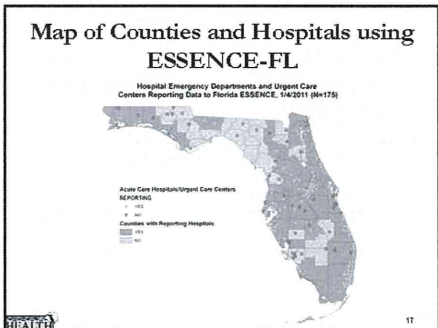 Map of Counties and Hospitals using
ESSENCE-FL
Hospital Emergency Departments and Urgent Care
Centers Reporting Data to Florida ESSENCE, 1/4/2011 (N=175)
Acute Care Hospitals/Urgent Care Centers
REPORTING
YES
NO
Counties with Reporting Hospitals
YES
NO
HEALTH
17